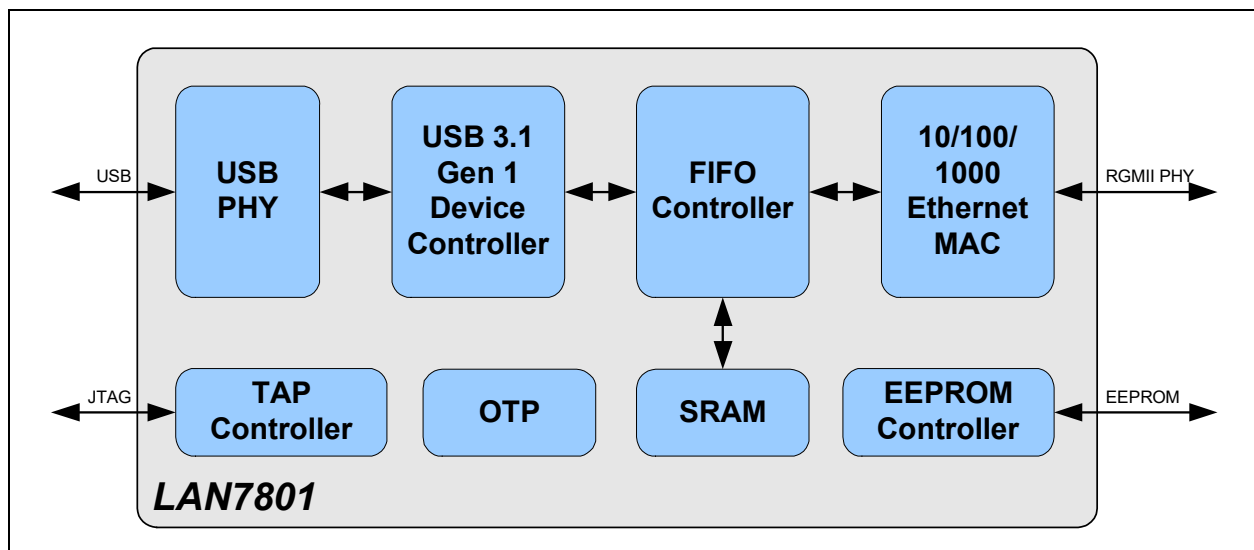 USB
USB
PHY
USB 3.1
Gen 1
Device
Controller
FIFO
Controller
10/100/
1000
Ethernet
MAC
RGMII PHY
JTAG
TAP
Controller
OTP
SRAM
EEPROM
Controller
EEPROM
LAN7801